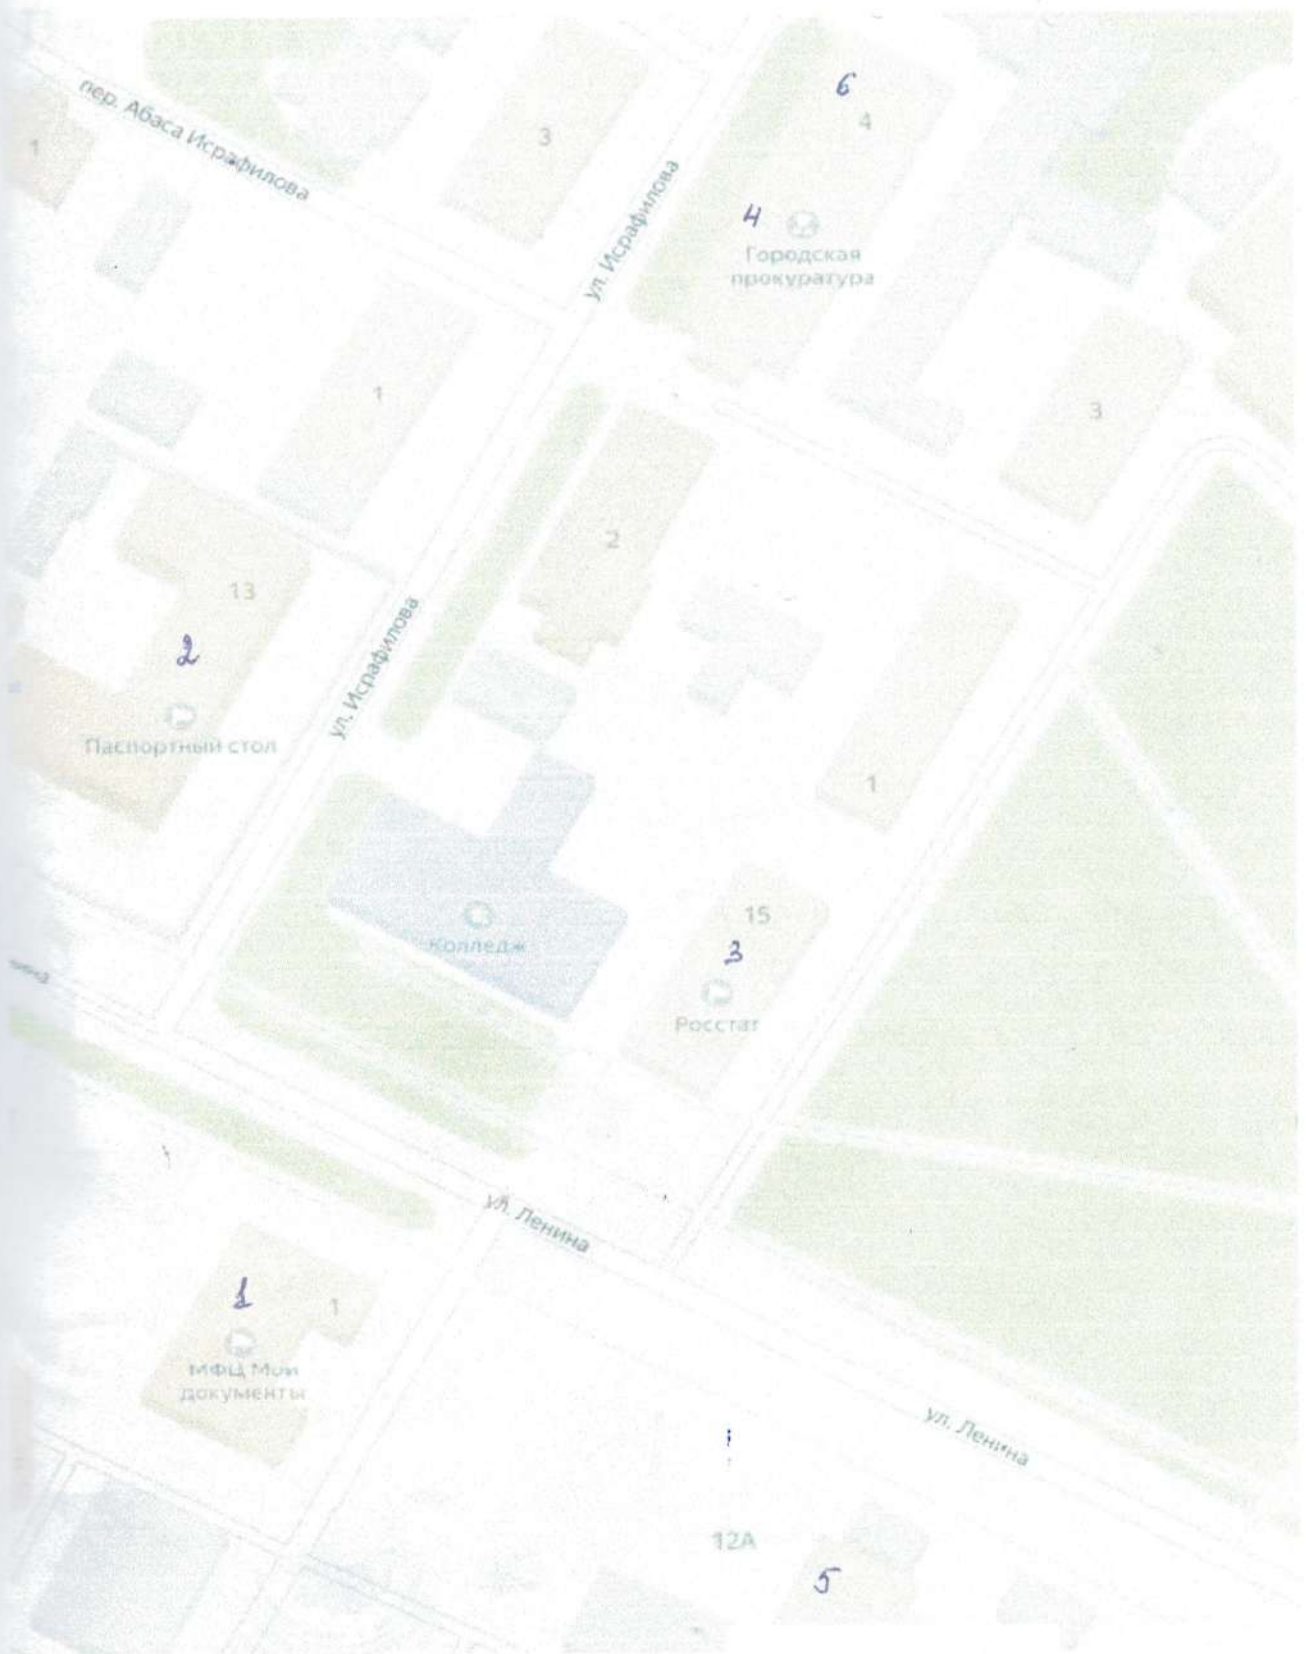 6
4
пер. Абаса Исрафилова
3
1
ул. Исрафилова
4
Городская
прокуратура
1
3
2
13
ул. Исрафилова
2
Паспортный стол
1
15
Колледж
3
Росстат
ул. Ленина
1
1
МФЦ Мои
документы
ул. Ленина
12А
5